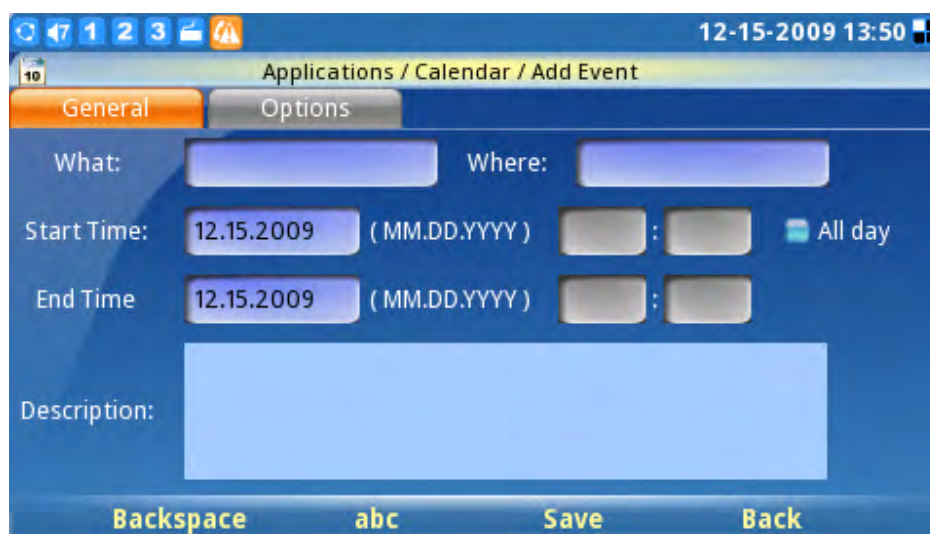 7 1 2 3 12-15-2009 13:50
10 Applications / Calendar / Add Event
General Options
What: Where:
Start Time: 12.15.2009 ( MM.DD.YYYY ) : All day
End Time 12.15.2009 ( MM.DD.YYYY ) :
Description:
Backspace abc Save Back